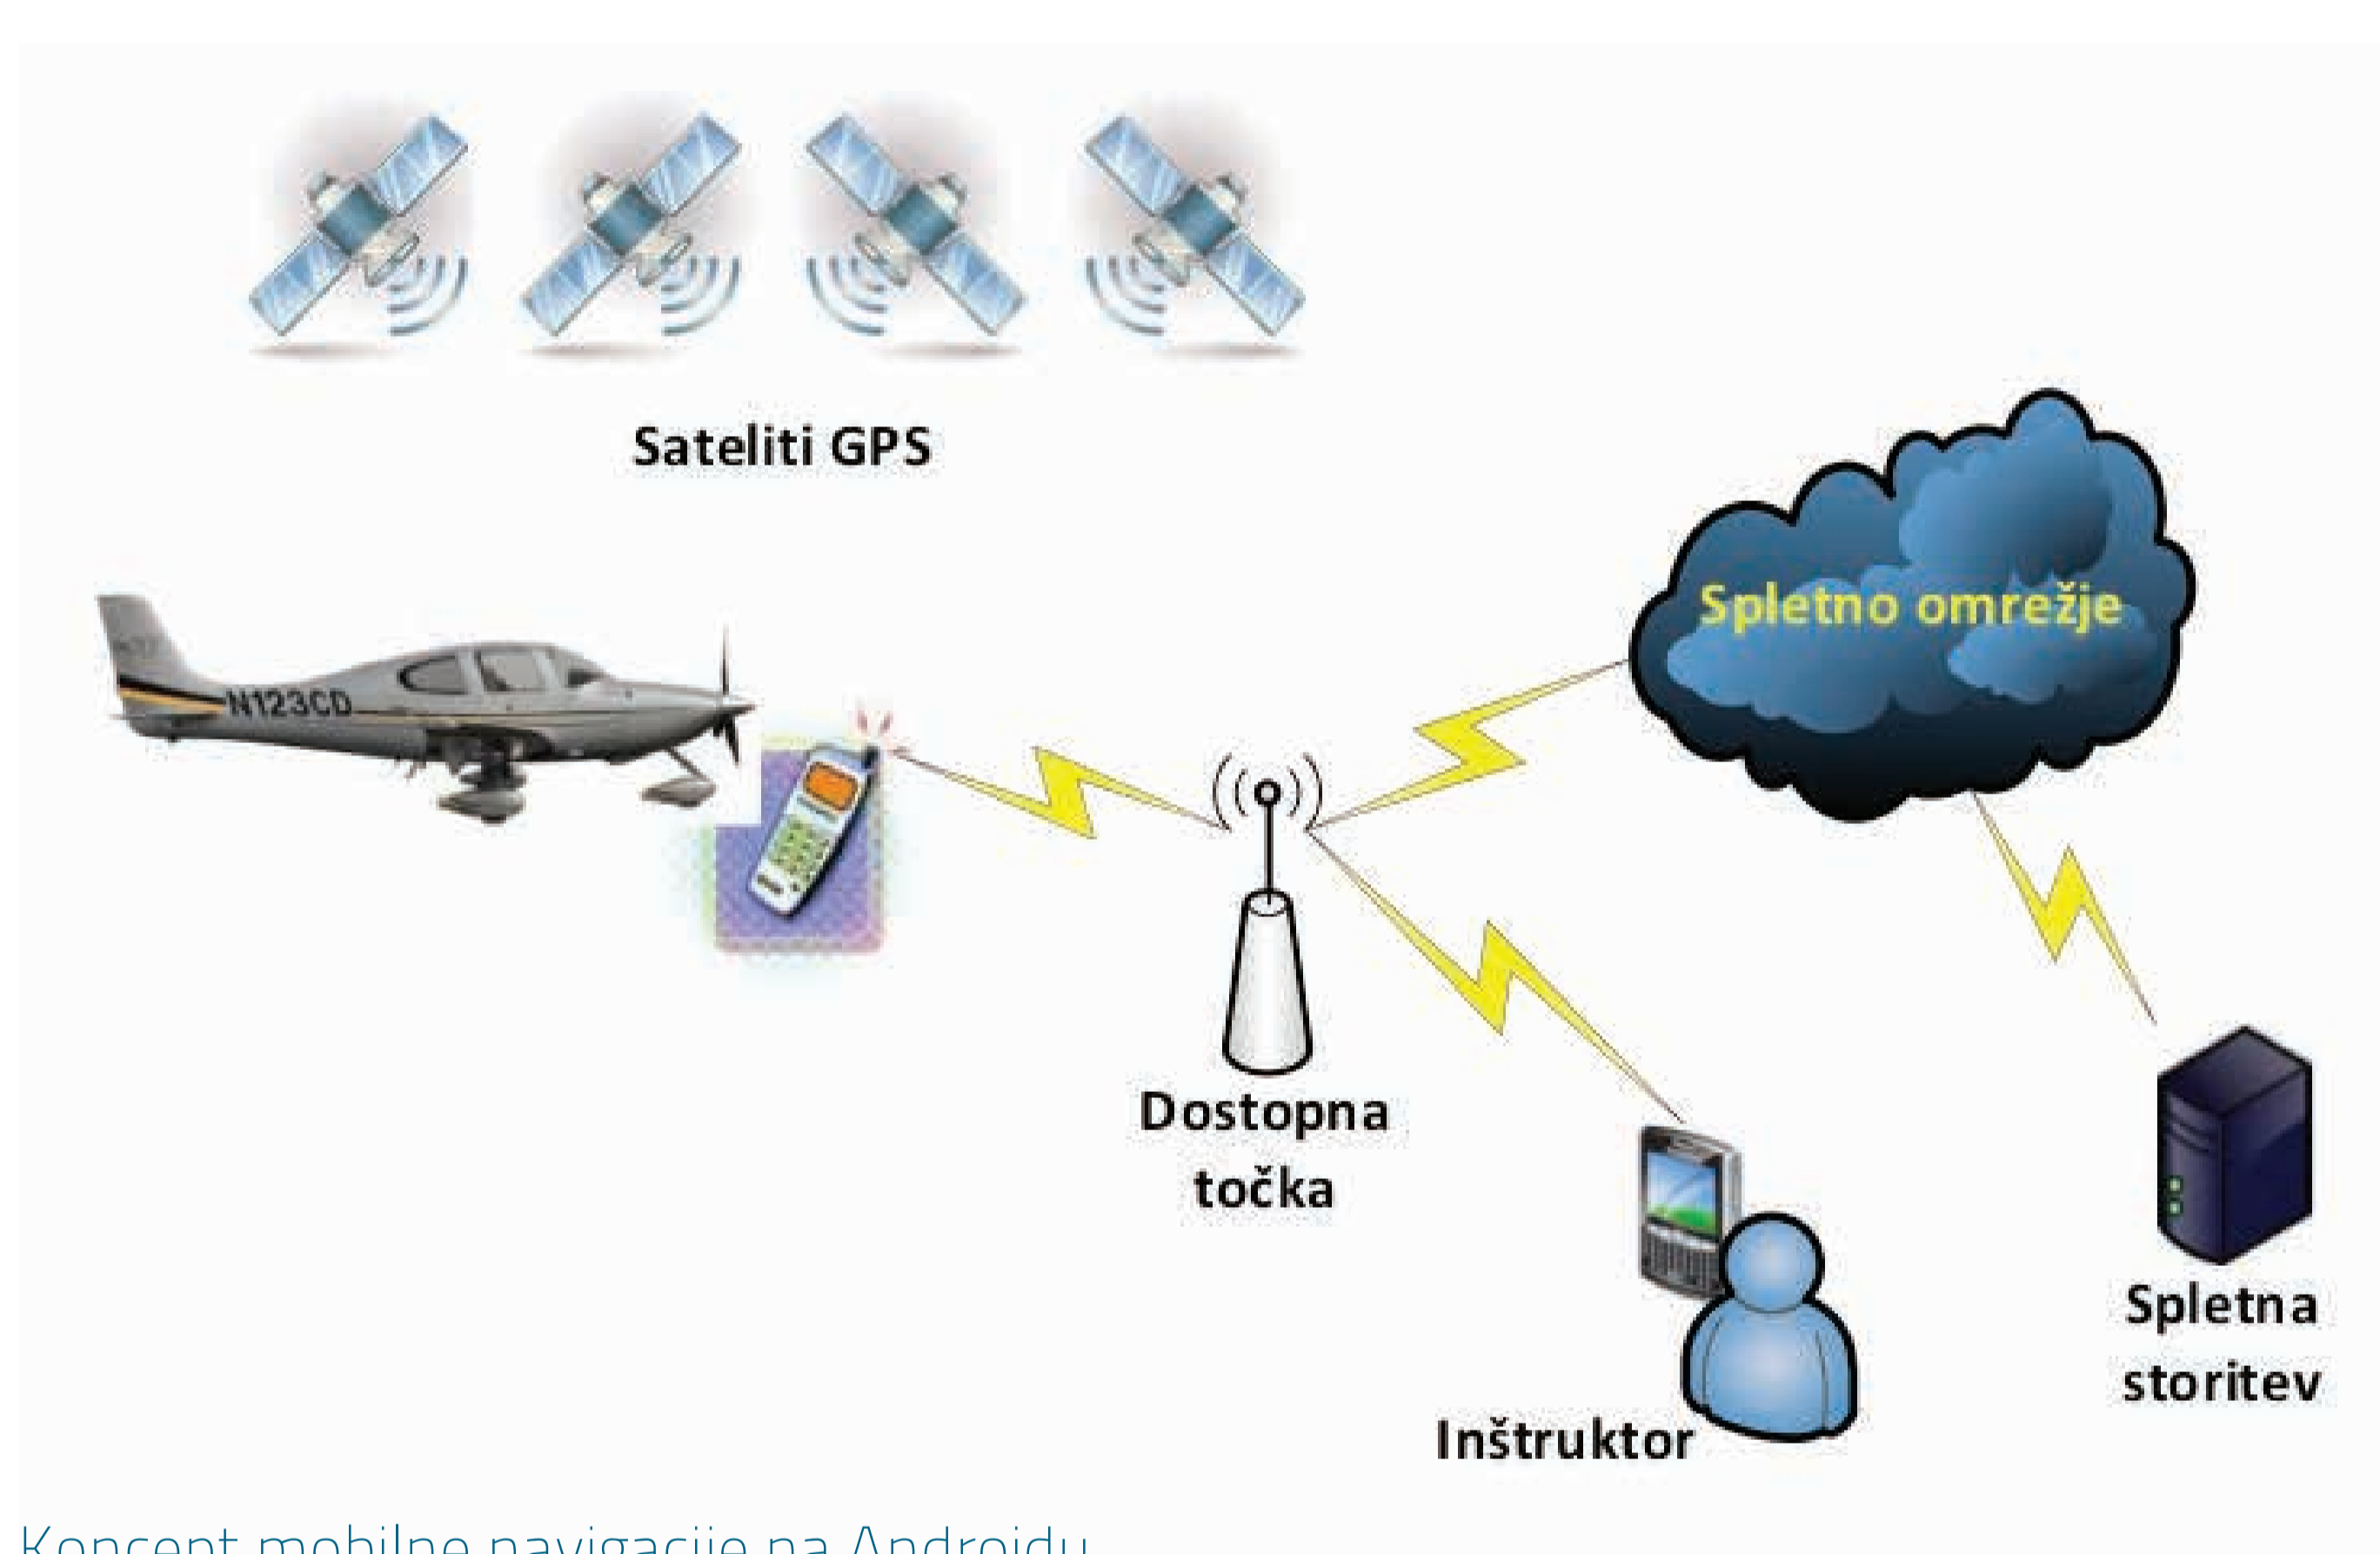 Sateliti GPS
Spletno omrežje
N123CD
Dostopna
točka
Spletna
storitev
Inštruktor
Koncept mobilne navigacije na Androidu